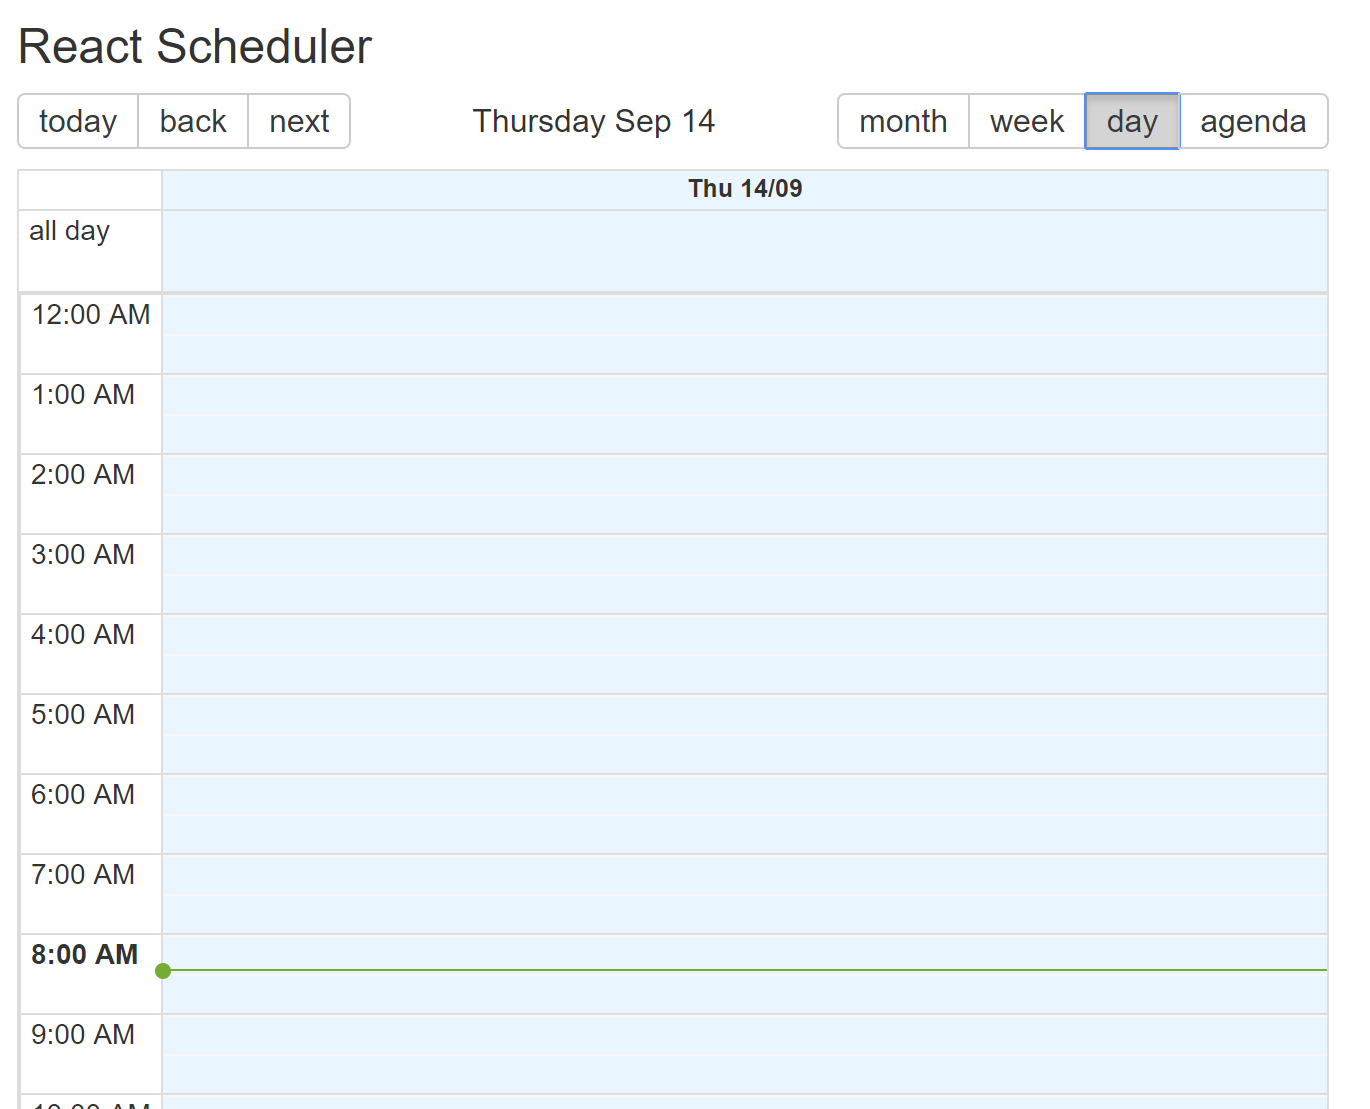 React Scheduler
today back next Thursday Sep 14 month week day agenda
Thu 14/09
all day
12:00 AM
1:00 AM
2:00 AM
3:00 AM
4:00 AM
5:00 AM
6:00 AM
7:00 AM
8:00 AM
9:00 AM